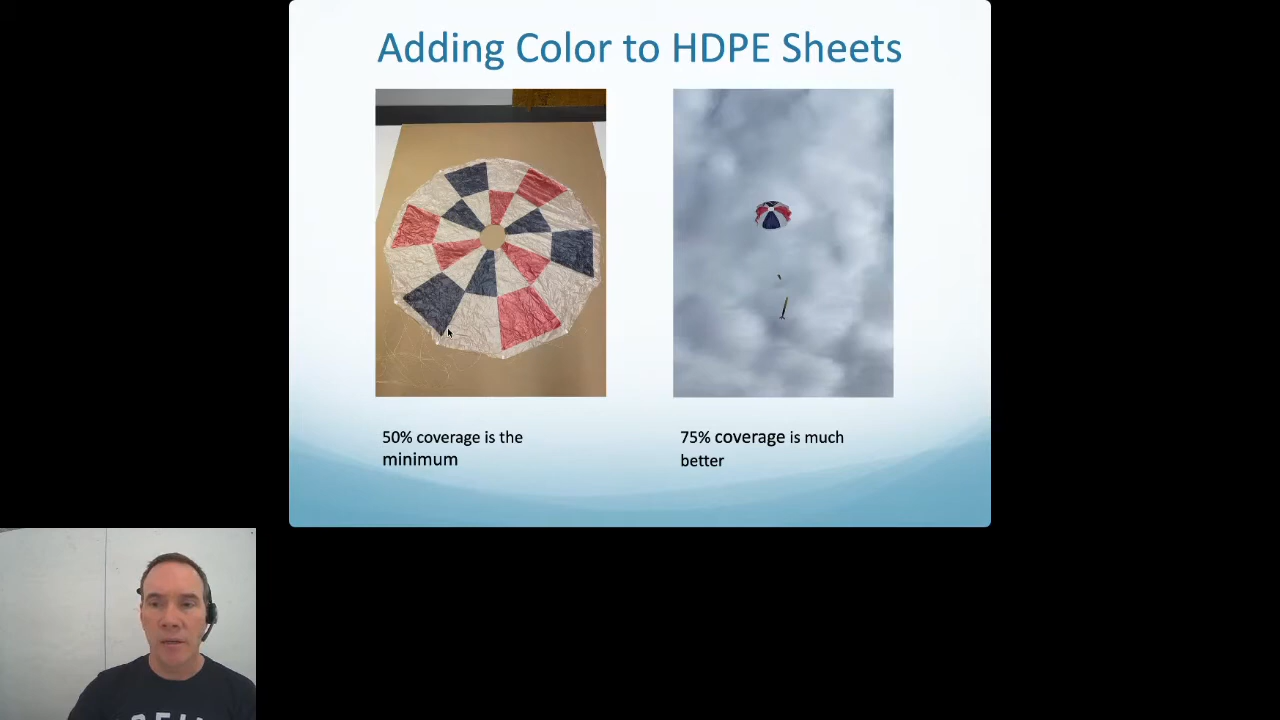 Adding Color to HDPE Sheets
50% coverage is the
minimum
75% coverage is much
better